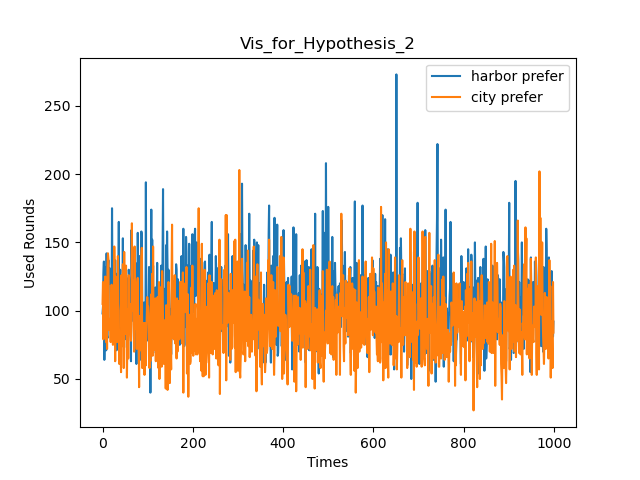 Vis_for_Hypothesis_2
harbor prefer
city prefer
Used Rounds
250
200
150
100
50
0
200
400
600
800
1000
Times